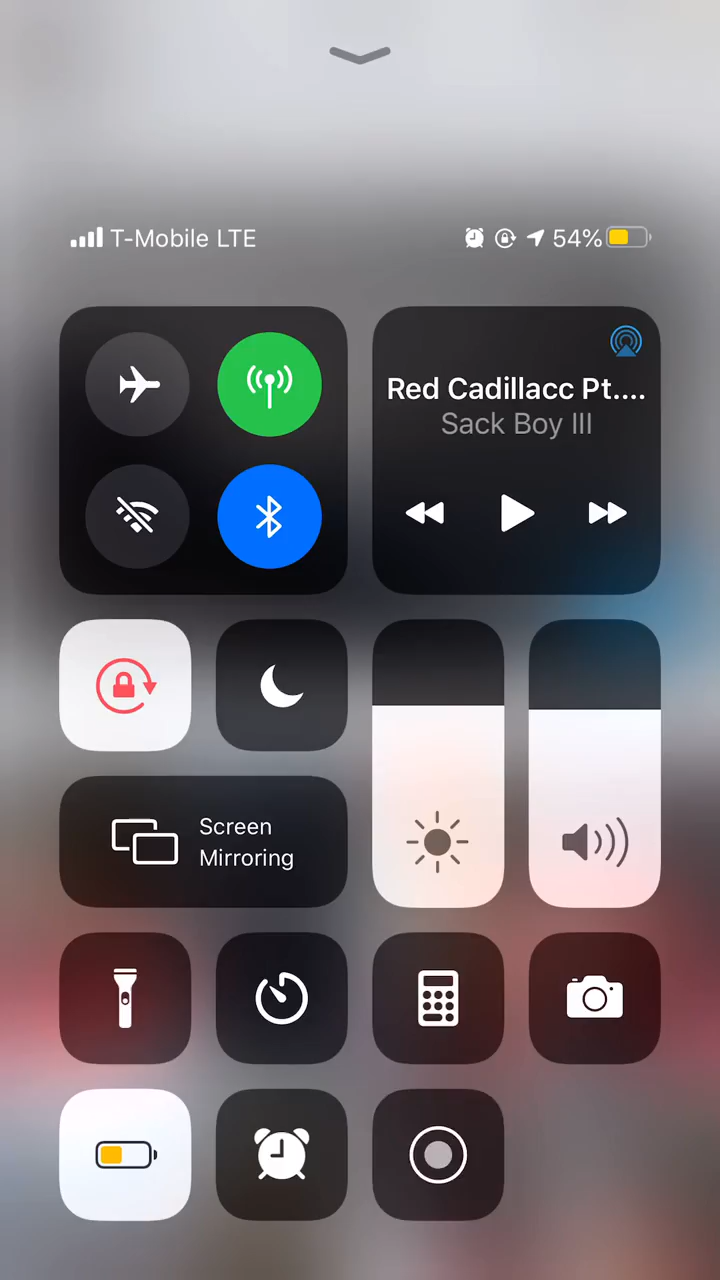 T-Mobile LTE 54%
Red Cadillacc Pt....
Sack Boy III
Screen
Mirroring